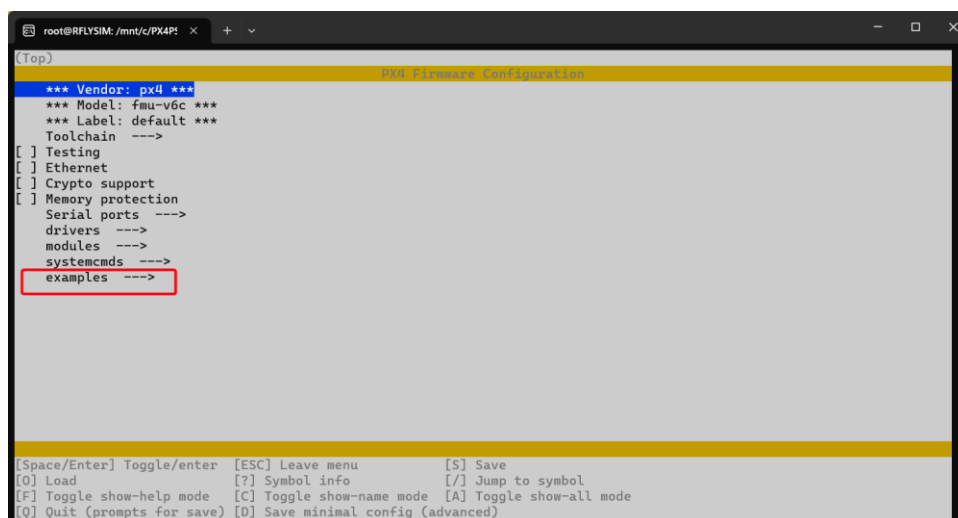 root@RFLYSIM: /mnt/c/PX4P!
(Top)
PX4 Firmware Configuration
*** Vendor: px4 ***
*** Model: fmu-v6c ***
*** Label: default ***
Toolchain --->
[ ] Testing
[ ] Ethernet
[ ] Crypto support
[ ] Memory protection
Serial ports --->
drivers --->
modules --->
systemcmds --->
examples --->
[Space/Enter] Toggle/enter [ESC] Leave menu [S] Save
[O] Load [?] Symbol info [/] Jump to symbol
[F] Toggle show-help mode [C] Toggle show-name mode [A] Toggle show-all mode
[Q] Quit (prompts for save) [D] Save minimal config (advanced)